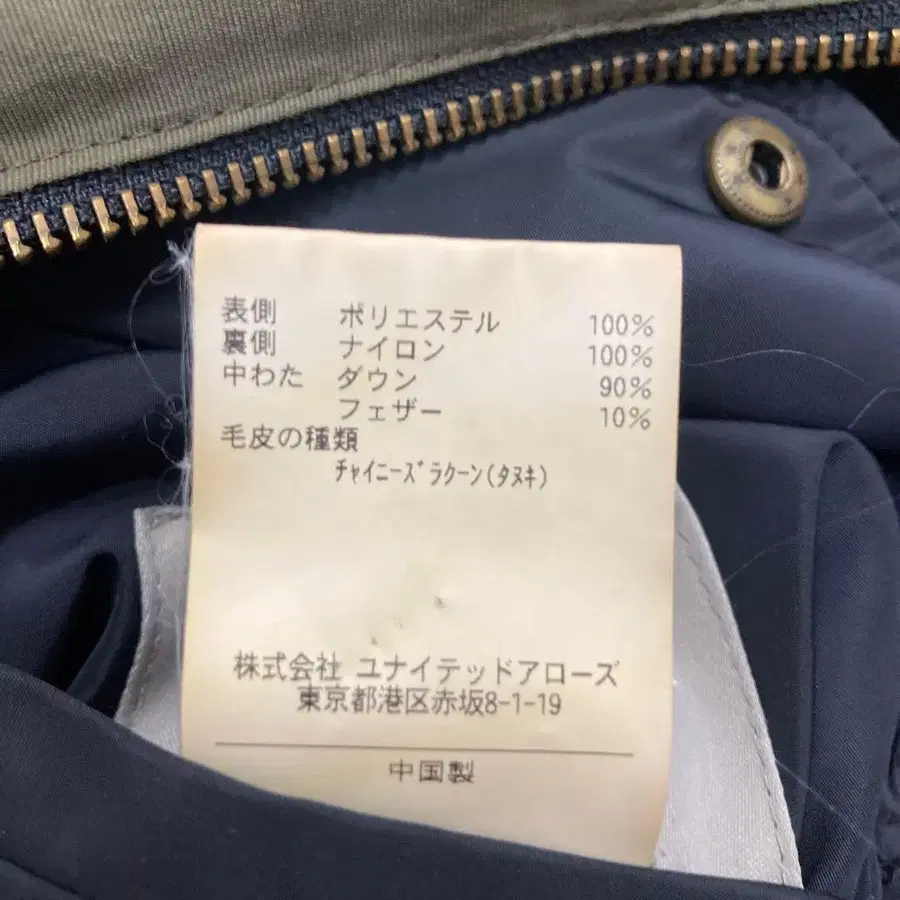 表側 ポリエステル 100%
裏側 ナイロン 100%
中わた ダウン 90%
フェザー 10%
毛皮の種類
ﾁｬｲﾆｰｽﾞﾗｸｰﾝ(ﾀﾇｷ)
株式会社 ユナイテッドアローズ
東京都港区赤坂8-1-19
中国製